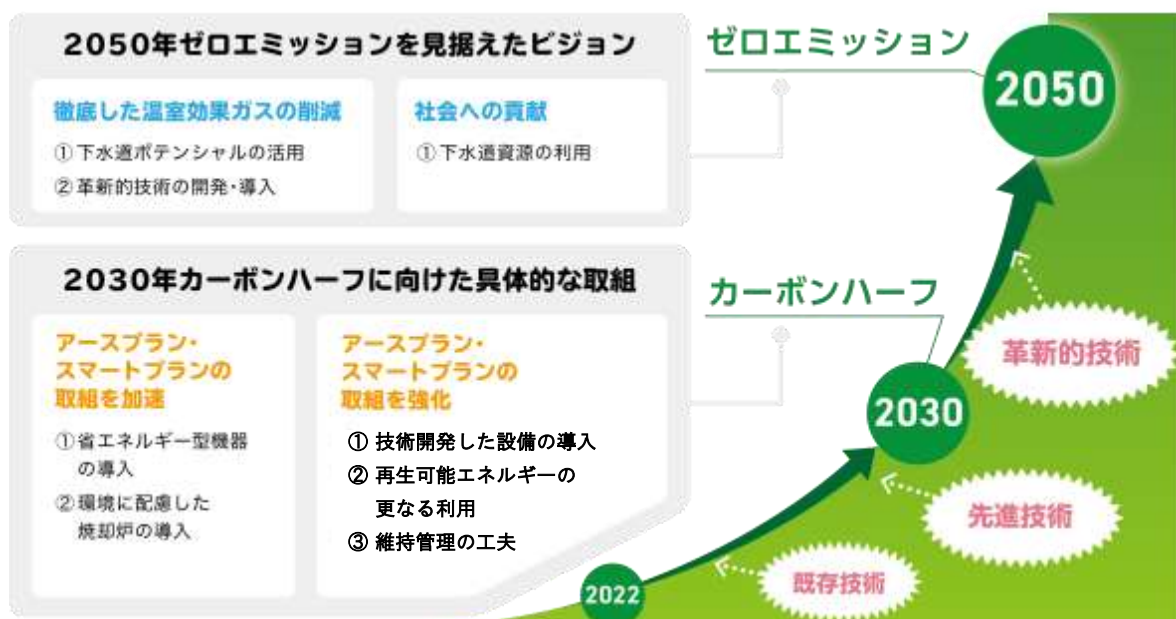 2050年ゼロエミッションを見据えたビジョン
徹底した温室効果ガスの削減
①下水道ポテンシャルの活用
②革新的技術の開発・導入
社会への貢献
①下水道資源の利用
ゼロエミッション
2050
2030年カーボンハーフに向けた具体的な取組
アースプラン・
スマートプランの
取組を加速
①省エネルギー型機器
の導入
②環境に配慮した
焼却炉の導入
アースプラン・
スマートプランの
取組を強化
① 技術開発した設備の導入
② 再生可能エネルギーの
更なる利用
③ 維持管理の工夫
カーボンハーフ
2030
革新的技術
先進技術
既存技術
2022